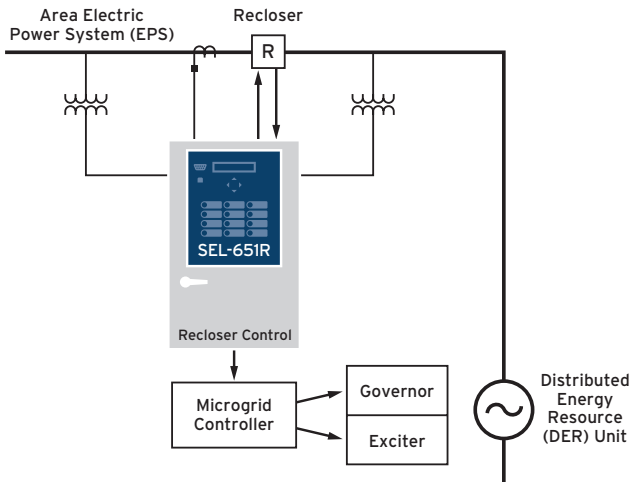 Area Electric
Power System (EPS)
Recloser
R
SEL-651R
Recloser Control
Microgrid
Controller
Governor
Exciter
Distributed
Energy
Resource
(DER) Unit